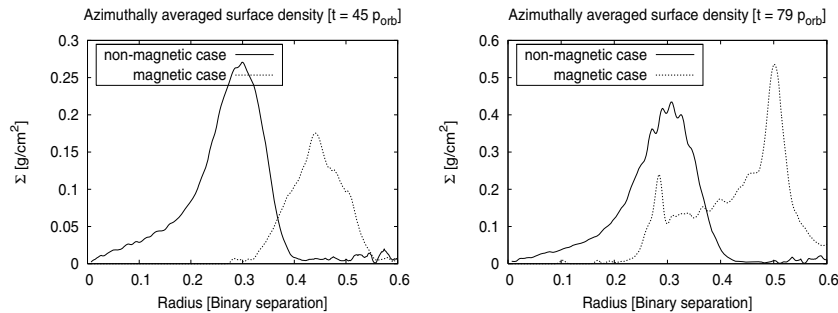 Azimuthally averaged surface density [t = 45 p_orb]
0.3
0.25
0.2
0.15
0.1
0.05
0
Σ [g/cm²]
non-magnetic case
magnetic case
0 0.1 0.2 0.3 0.4 0.5 0.6
Radius [Binary separation]
Azimuthally averaged surface density [t = 79 p_orb]
0.6
0.5
0.4
0.3
0.2
0.1
0
Σ [g/cm²]
non-magnetic case
magnetic case
0 0.1 0.2 0.3 0.4 0.5 0.6
Radius [Binary separation]